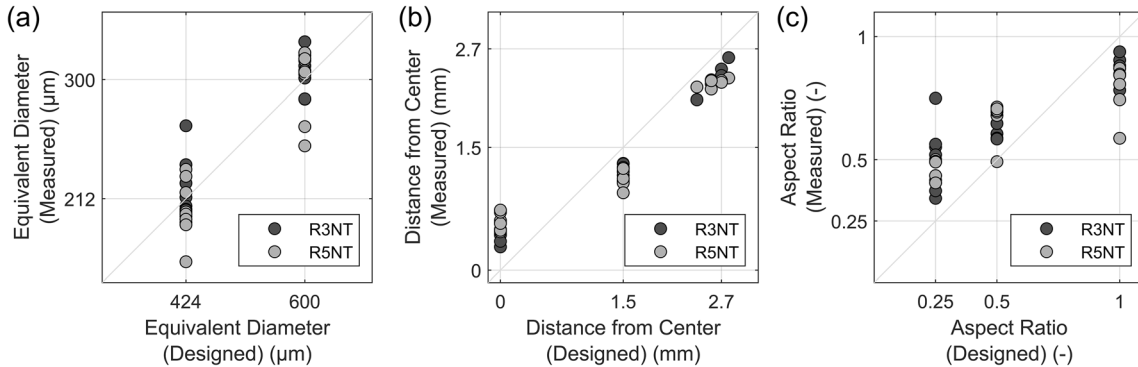 (a)
Equivalent Diameter
(Measured) (µm)
300
212
R3NT
R5NT
424
600
Equivalent Diameter
(Designed) (µm)
(b)
Distance from Center
(Measured) (mm)
2.7
1.5
0
R3NT
R5NT
0
1.5
2.7
Distance from Center
(Designed) (mm)
(c)
Aspect Ratio
(Measured) (-)
1
0.5
0.25
R3NT
R5NT
0.25
0.5
1
Aspect Ratio
(Designed) (-)